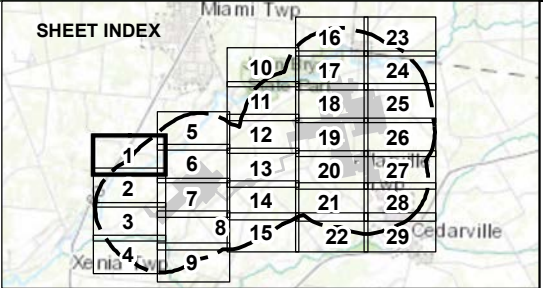 Miami Twp
SHEET INDEX
16 23
10 17 24
11 18 25
5 12 19 26
1 6 13 20 27
2 7 14 21 28
3 8 15 22 29
4 9
Cedarville
Xenia Twp